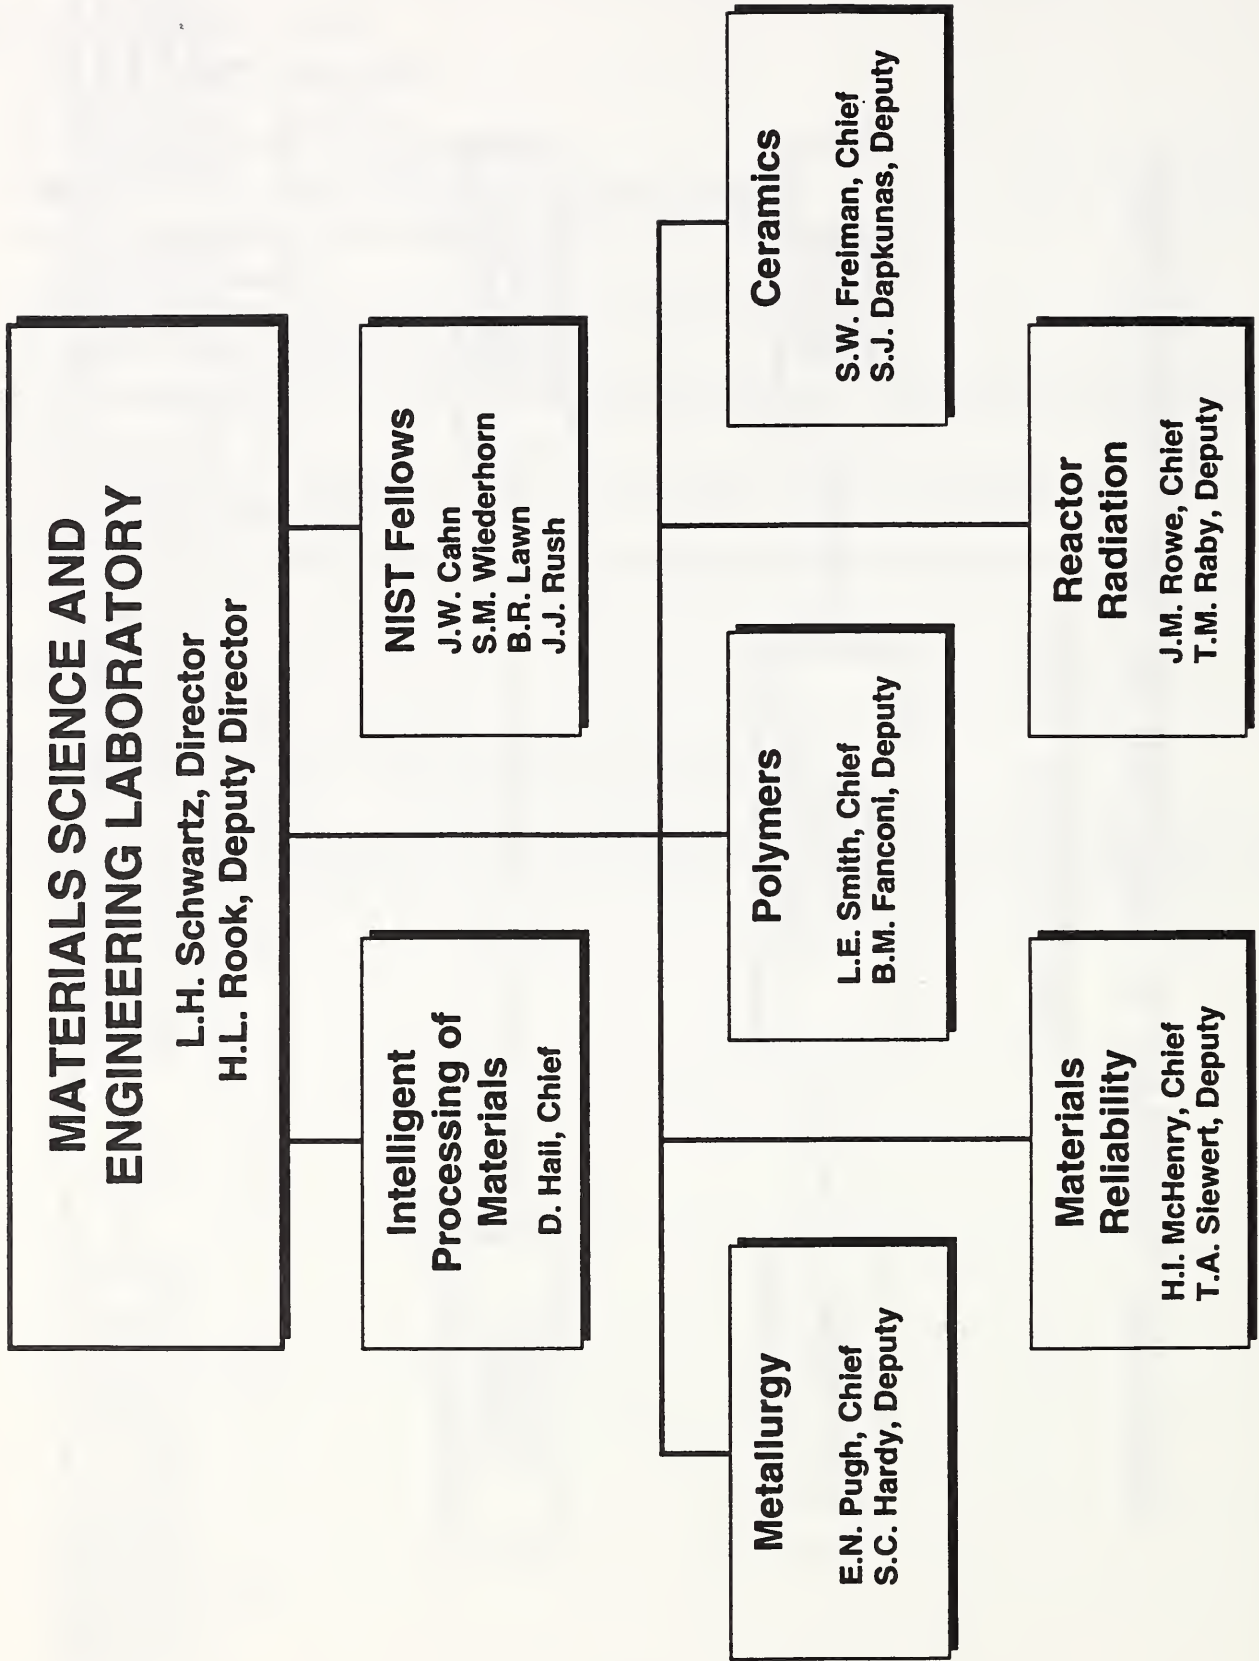 MATERIALS SCIENCE AND
ENGINEERING LABORATORY
L.H. Schwartz, Director
H.L. Rook, Deputy Director
Intelligent
Processing of
Materials
D. Hall, Chief
NIST Fellows
J.W. Cahn
S.M. Wiederhorn
B.R. Lawn
J.J. Rush
Metallurgy
E.N. Pugh, Chief
S.C. Hardy, Deputy
Polymers
L.E. Smith, Chief
B.M. Fanconi, Deputy
Ceramics
S.W. Freiman, Chief
S.J. Dapkunas, Deputy
Materials
Reliability
H.I. McHenry, Chief
T.A. Siewert, Deputy
Reactor
Radiation
J.M. Rowe, Chief
T.M. Raby, Deputy